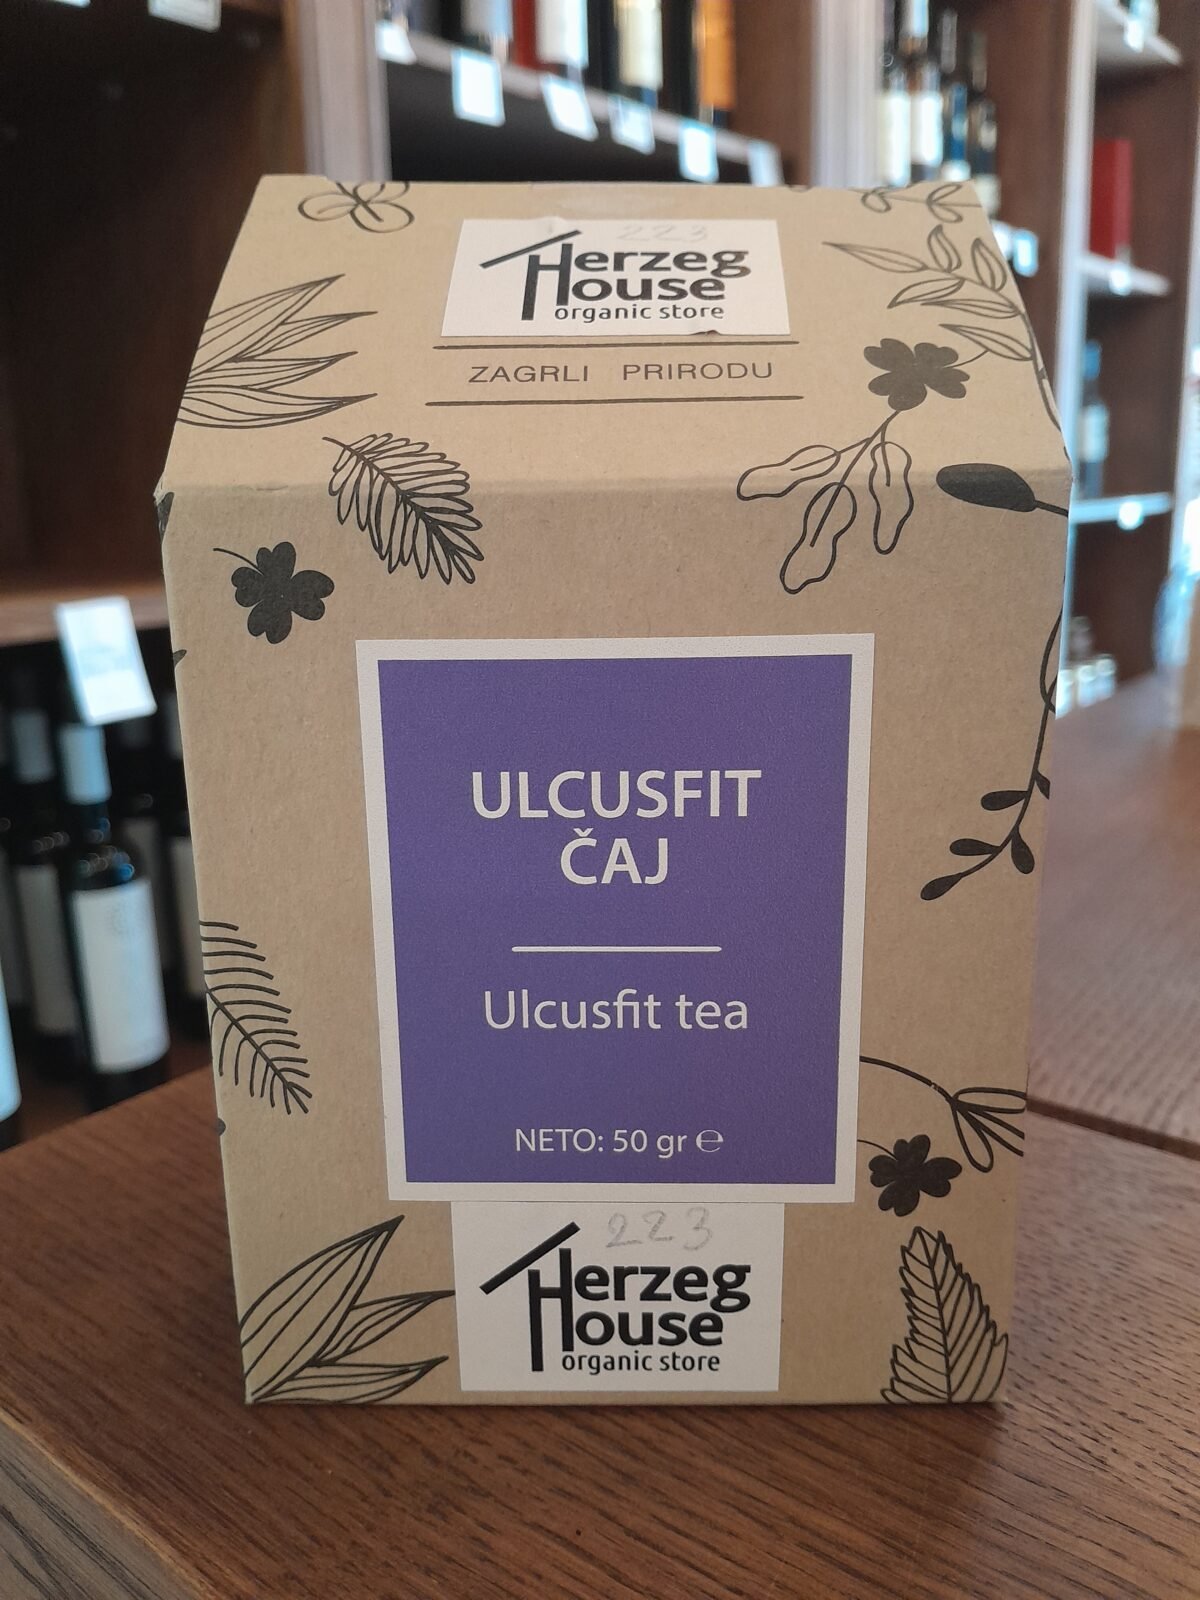 223
Herzeg
House
organic store
ZAGRLI PRIRODU
ULCUSFIT
ČAJ
Ulcusfit tea
NETO: 50 gr ℮
223
Herzeg
House
organic store